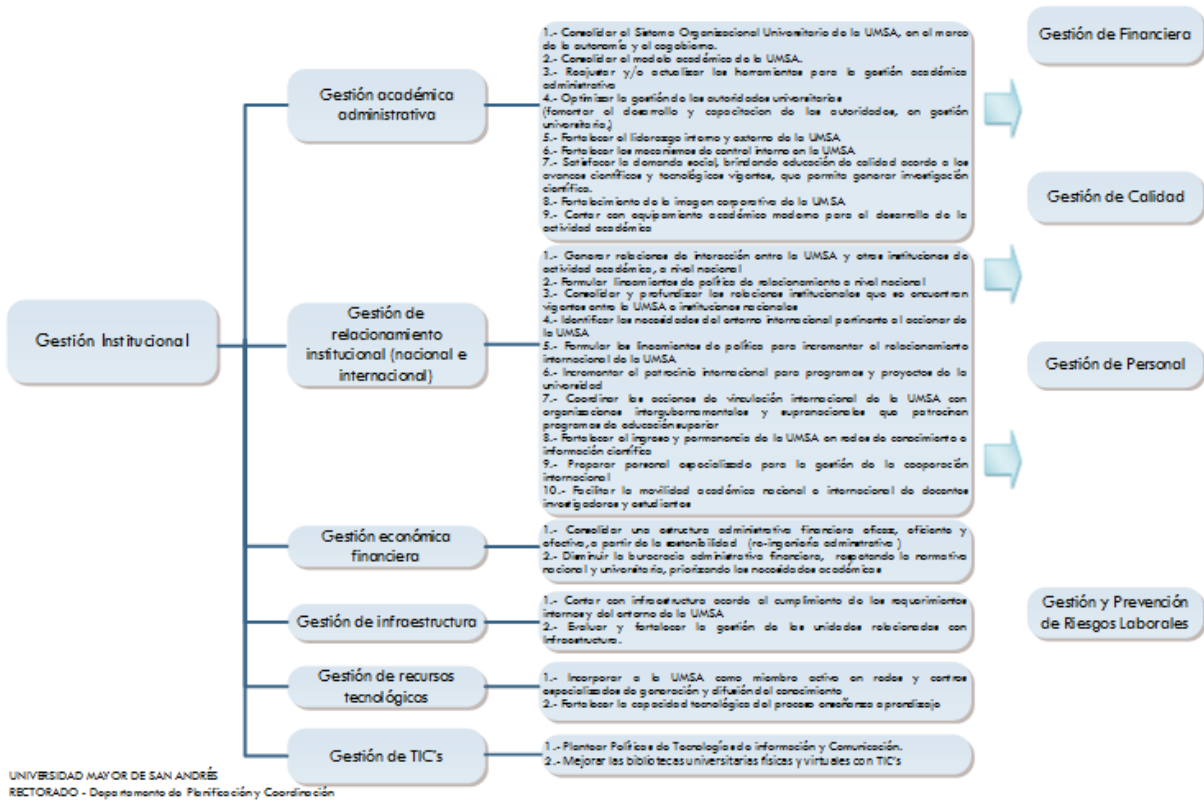 Gestión Institucional
Gestión académica
administrativa
1.- Consolidar el Sistema Organizacional Universitario de la UMSA, en el marco
de la autonomía y el cogobierno.
2.- Consolidar el modelo académico de la UMSA.
3.- Reajustar y/o actualizar las herramientas para la gestión académica
administrativa
4.- Optimizar la gestión de las autoridades universitarias
(fomentar el desarrollo y capacitacion de las autoridades, en gestión
universitaria,)
5.- Fortalecer el liderazgo interno y externo de la UMSA
6.- Fortalecer los mecanismos de control interno en la UMSA
7.- Satisfacer la demanda social, brindando educación de calidad acorde a los
avances científicos y tecnológicos vigentes, que permita generar investigación
científica.
8.- Fortalecimiento de la imagen corporativa de la UMSA
9.- Contar con equipamiento académico moderno para el desarrollo de la
actividad académica
Gestión de
relacionamiento
institucional (nacional e
internacional)
1.- Generar relaciones de interacción entre la UMSA y otras instituciones de
actividad académica, a nivel nacional
2.- Formular lineamientos de política de relacionamiento a nivel nacional
3.- Consolidar y profundizar las relaciones institucionales que se encuentran
vigentes entre la UMSA e instituciones nacionales
4.- Identificar las necesidades del entorno internacional pertinente al accionar de
la UMSA
5.- Formular los lineamientos de política para incrementar el relacionamiento
internacional de la UMSA
6.- Incrementar el patrocinio internacional para programas y proyectos de la
universidad
7.- Coordinar las acciones de vinculación internacional de la UMSA con
organizaciones intergubernamentales y supranacionales que patrocinen
programas de educación superior
8.- Fortalecer el ingreso y permanencia de la UMSA en redes de conocimiento e
información científica
9.- Preparar personal especializado para la gestión de la cooperación
internacional
10.- Facilitar la movilidad académica nacional e internacional de docentes
investigadores y estudiantes
Gestión económica
financiera
1.- Consolidar una estructura administrativa financiera eficaz, eficiente y
efectiva, a partir de la sostenibilidad (re-ingeniería adminstrativa )
2.- Disminuir la burocracia administrativa financiera, respetando la normativa
nacional y universitaria, priorizando las necesidades académicas
Gestión de infraestructura
1.- Contar con infraestructura acorde al cumplimiento de los requerimientos
internos y del entorno de la UMSA
2.- Evaluar y fortalecer la gestión de las unidades relacionadas con
Infraestructura.
Gestión de recursos
tecnológicos
1.- Incorporar a la UMSA como miembro activo en redes y centros
especializados de generación y difusión del conocimiento
2.- Fortalecer la capacidad tecnológica del proceso enseñanza aprendizaje
Gestión de TIC's
1.- Plantear Políticas de Tecnologías de información y Comunicación.
2.- Mejorar las bibliotecas universitarias físicas y virtuales con TIC's
Gestión de Financiera
Gestión de Calidad
Gestión de Personal
Gestión y Prevención
de Riesgos Laborales
UNIVERSIDAD MAYOR DE SAN ANDRÉS
RECTORADO - Departamento de Planificación y Coordinación